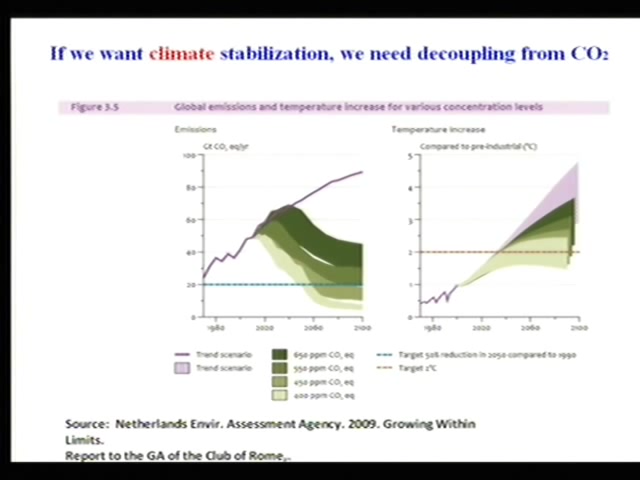 If we want climate stabilization, we need decoupling from CO₂
Figure 3.5 Global emissions and temperature increase for various concentration levels
Emissions
Gt CO₂ eq/yr
100
80
60
40
20
0
1980 2020 2060 2100
Temperature increase
Compared to pre-industrial (°C)
5
4
3
2
1
0
1980 2020 2060 2100
Trend scenario
Trend scenario
650 ppm CO₂ eq
550 ppm CO₂ eq
450 ppm CO₂ eq
400 ppm CO₂ eq
Target 50% reduction in 2050 compared to 1990
Target 2°C
Source: Netherlands Envir. Assessment Agency. 2009. Growing Within
Limits.
Report to the GA of the Club of Rome,.